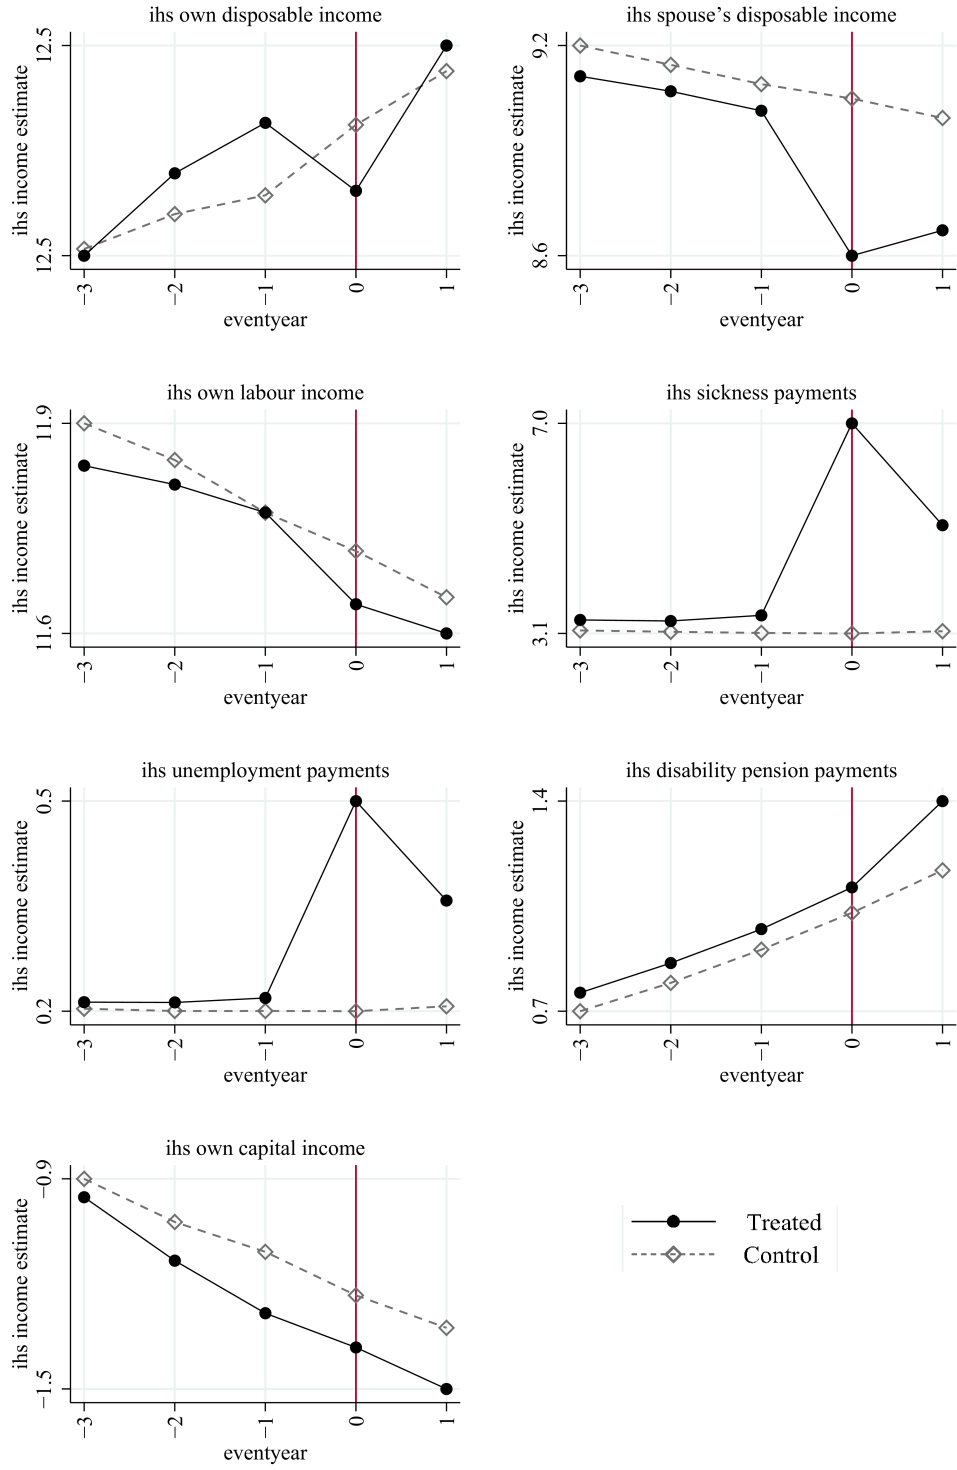 ihs own disposable income
ihs income estimate
12.5
12.5
−3
−2
−1
0
1
eventyear
ihs spouse’s disposable income
ihs income estimate
9.2
8.6
−3
−2
−1
0
1
eventyear
ihs own labour income
ihs income estimate
11.9
11.6
−3
−2
−1
0
1
eventyear
ihs sickness payments
ihs income estimate
7.0
3.1
−3
−2
−1
0
1
eventyear
ihs unemployment payments
ihs income estimate
0.5
0.2
−3
−2
−1
0
1
eventyear
ihs disability pension payments
ihs income estimate
1.4
0.7
−3
−2
−1
0
1
eventyear
ihs own capital income
ihs income estimate
−0.9
−1.5
−3
−2
−1
0
1
eventyear
Treated
Control